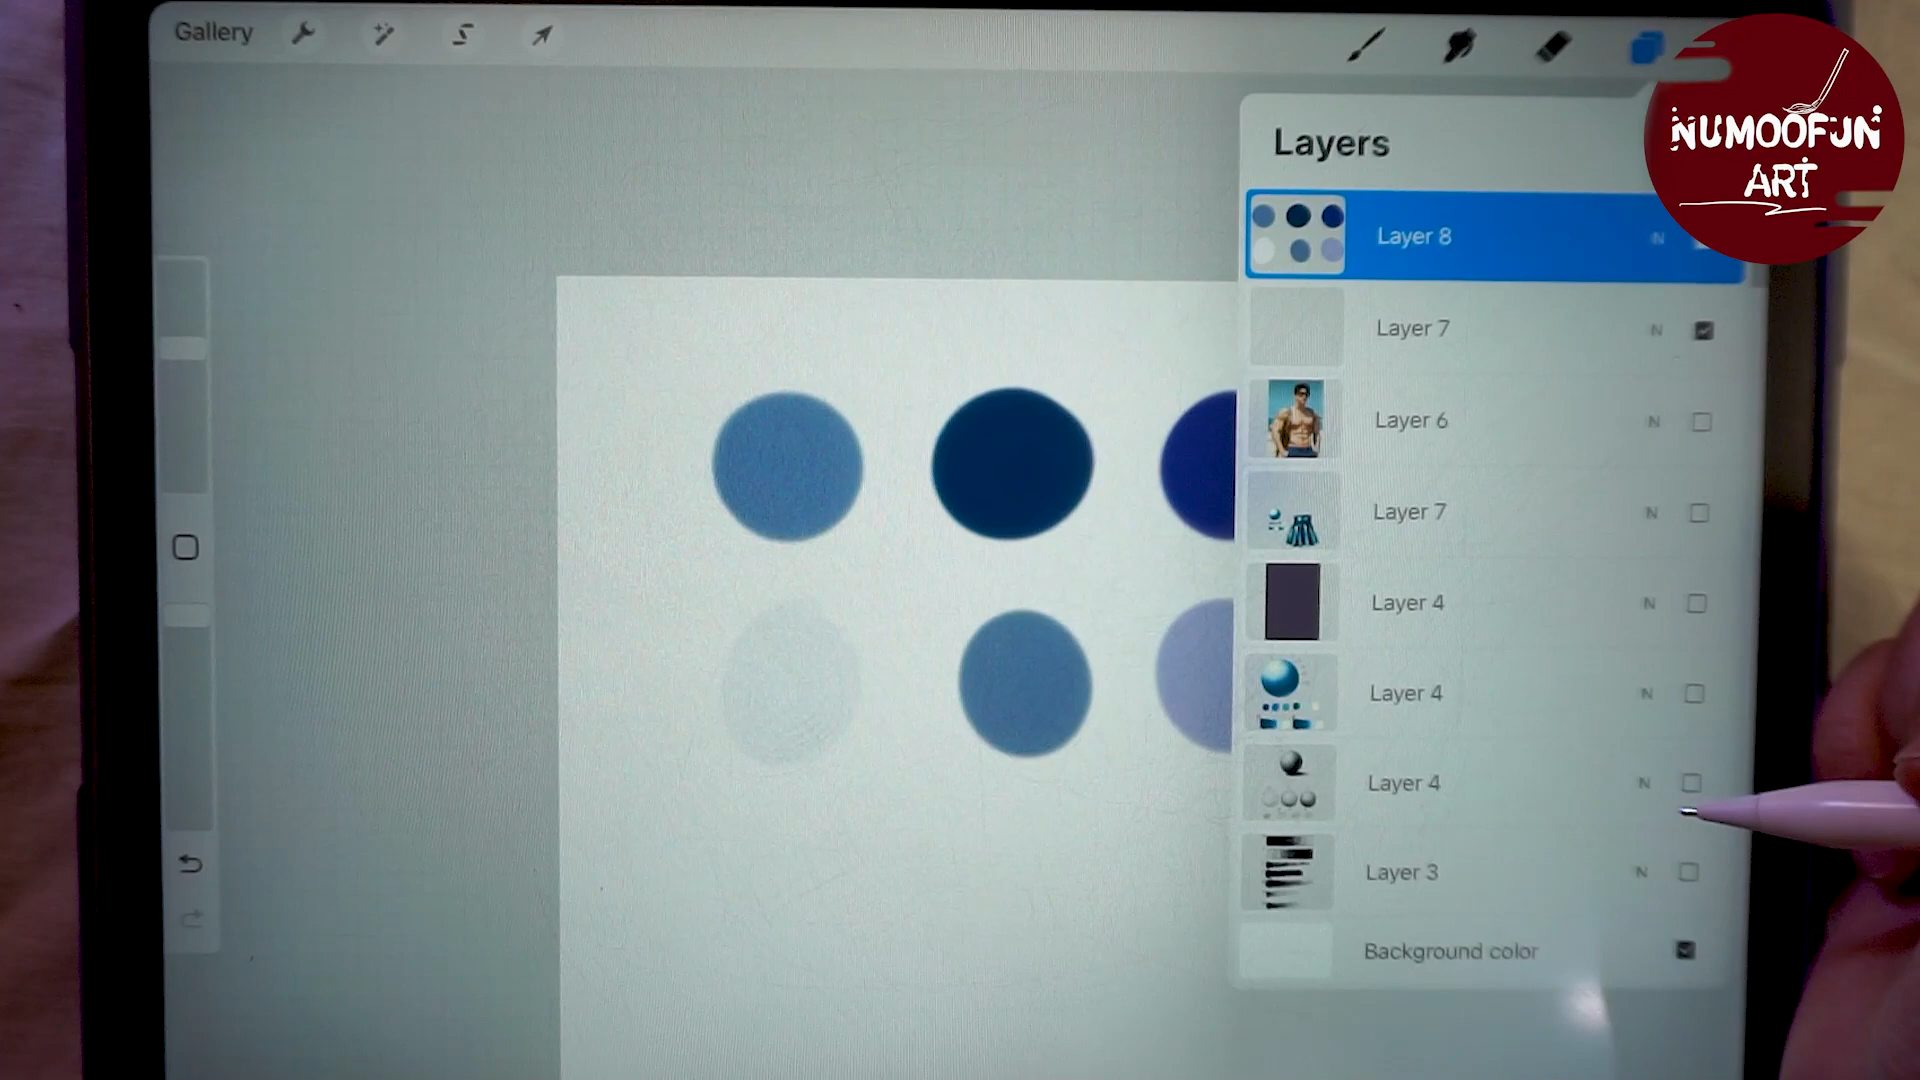 Gallery
NUMOOFUN
ART
Layers
Layer 8 N
Layer 7 N
Layer 6 N
Layer 7 N
Layer 4 N
Layer 4 N
Layer 4 N
Layer 3 N
Background color